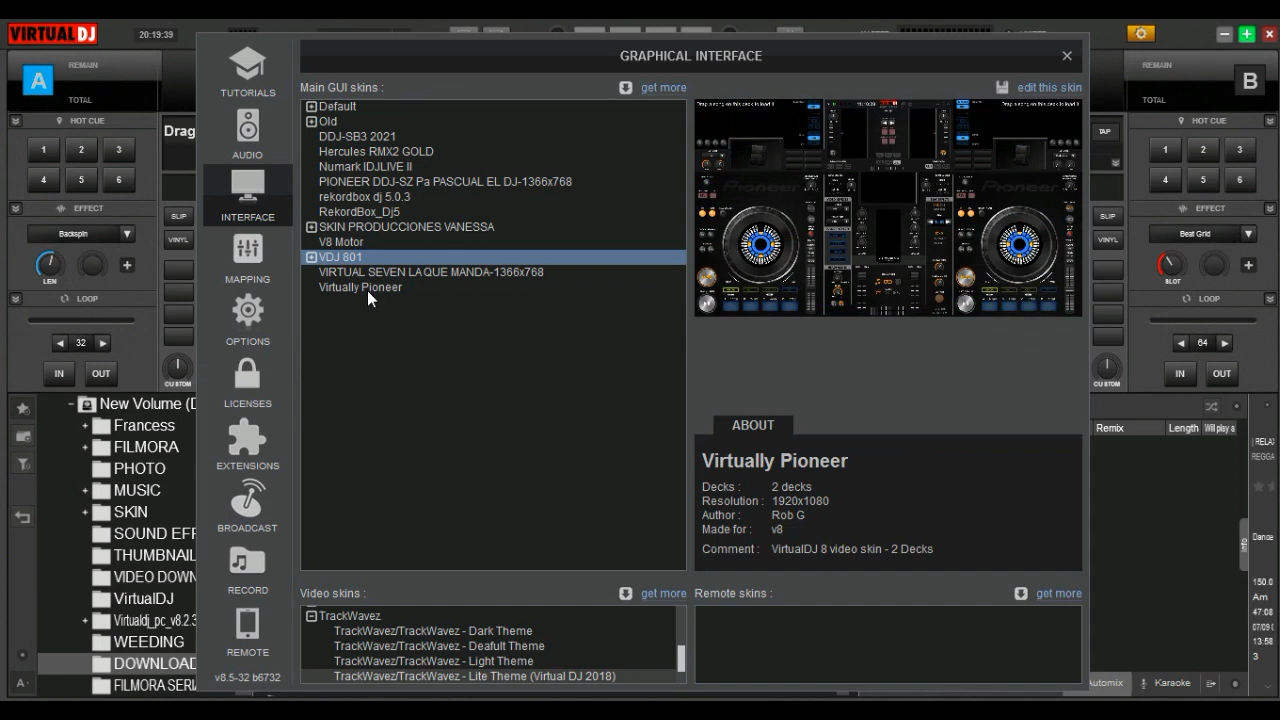 VIRTUAL DJ
20:19:39
A
REMAIN
TOTAL
HOT CUE
1 2 3
4 5 6
EFFECT
Backspin
LEN
LOOP
32
IN OUT
Drag
SLIP
VINYL
CUSTOM
New Volume (D
Francess
FILMORA
PHOTO
MUSIC
SKIN
SOUND EF
THUMBNAIL
VIDEO DOWN
VirtualDJ
Virtualdj_pc_v8.2.3
WEEDING
DOWNLOAD
FILMORA SERIA
TUTORIALS
AUDIO
INTERFACE
MAPPING
OPTIONS
LICENSES
EXTENSIONS
BROADCAST
RECORD
REMOTE
v8.5-32 b6732
GRAPHICAL INTERFACE
Main GUI skins :
get more
edit this skin
Default
Old
DDJ-SB3 2021
Hercules RMX2 GOLD
Numark IDJLIVE II
PIONEER DDJ-SZ Pa PASCUAL EL DJ-1366x768
rekordbox dj 5.0.3
RekordBox_Dj5
SKIN PRODUCCIONES VANESSA
V8 Motor
VDJ 801
VIRTUAL SEVEN LA QUE MANDA-1366x768
Virtually Pioneer
ABOUT
Virtually Pioneer
Decks : 2 decks
Resolution : 1920x1080
Author : Rob G
Made for : v8
Comment : VirtualDJ 8 video skin - 2 Decks
Video skins :
get more
TrackWavez
TrackWavez/TrackWavez - Dark Theme
TrackWavez/TrackWavez - Deafult Theme
TrackWavez/TrackWavez - Light Theme
TrackWavez/TrackWavez - Lite Theme (Virtual DJ 2018)
Remote skins :
get more
REMAIN
TOTAL
B
TAP
HOT CUE
1 2 3
4 5 6
SLIP
EFFECT
VINYL
Beat Grid
SLOT
LOOP
64
CUSTOM
IN OUT
Remix Length Will play a
RELAX
REGGA
info
Dance
150.0
Am
47:08
07/09
13:58
3
Automix
Karaoke